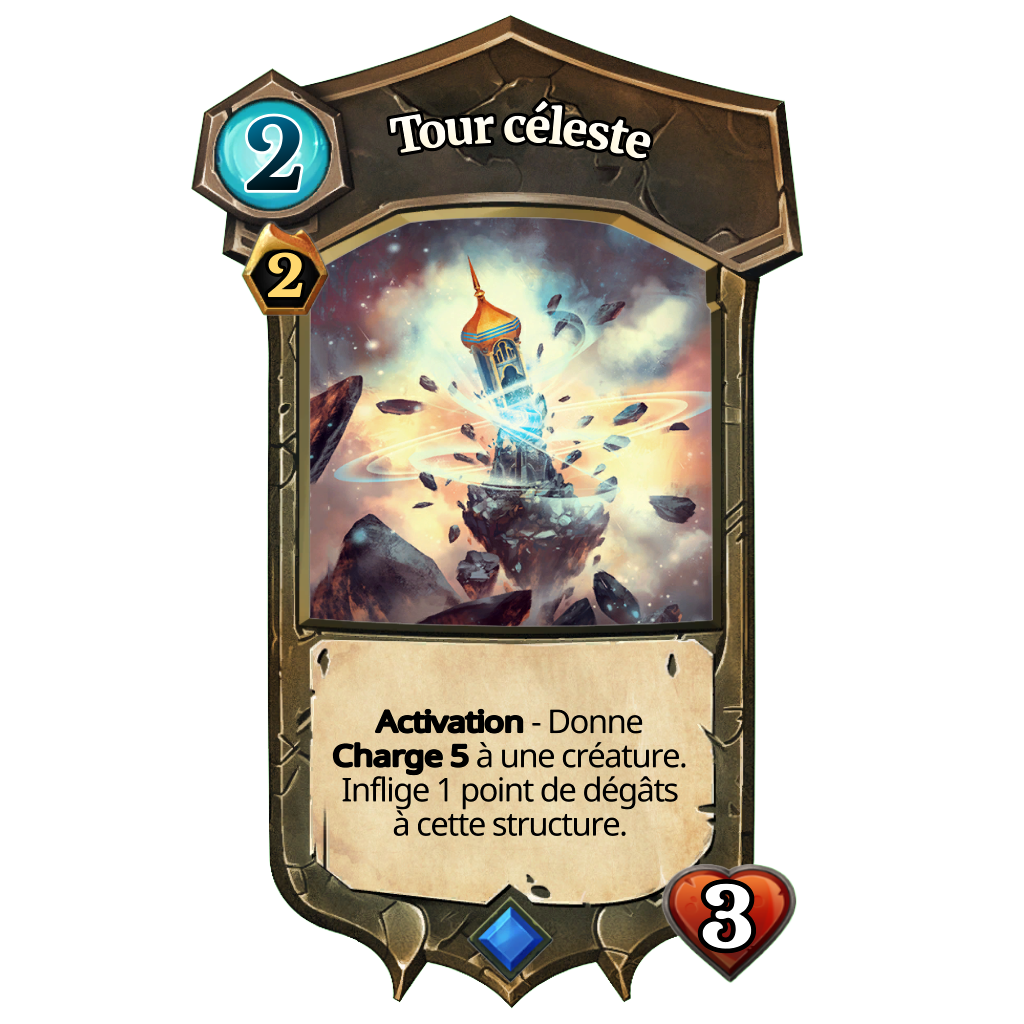 2
Tour céleste
2
Activation - Donne
Charge 5 à une créature.
Inflige 1 point de dégâts
à cette structure.
3